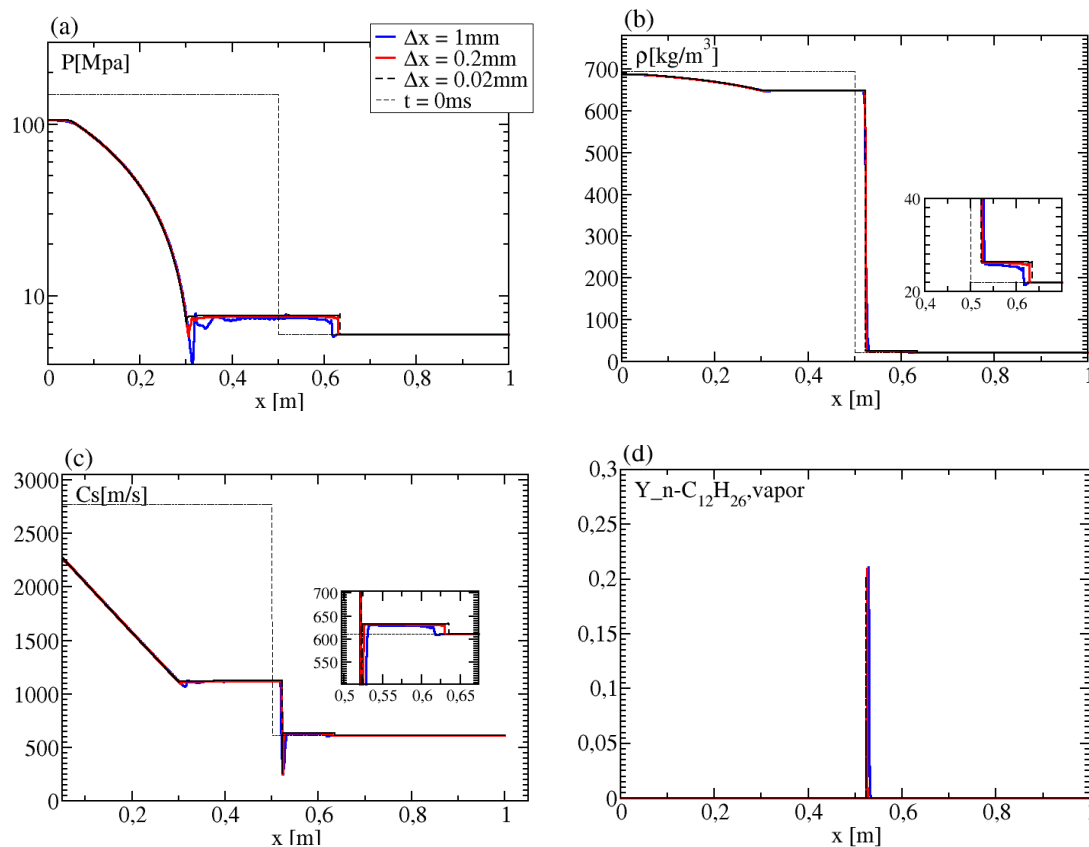 (a)
P[Mpa]
Δx = 1mm
Δx = 0.2mm
Δx = 0.02mm
t = 0ms
100
10
0 0,2 0,4 0,6 0,8 1
x [m]
(b)
ρ[kg/m³]
700
600
500
400
300
200
100
0
40
20
0,4 0,5 0,6
0 0,2 0,4 0,6 0,8 1
x [m]
(c)
Cs[m/s]
3000
2500
2000
1500
1000
500
0
700
650
600
550
0,5 0,55 0,6 0,65
0,2 0,4 0,6 0,8 1
x [m]
(d)
Y_n-C₁₂H₂₆,vapor
0,3
0,25
0,2
0,15
0,1
0,05
0
0 0,2 0,4 0,6 0,8 1
x [m]